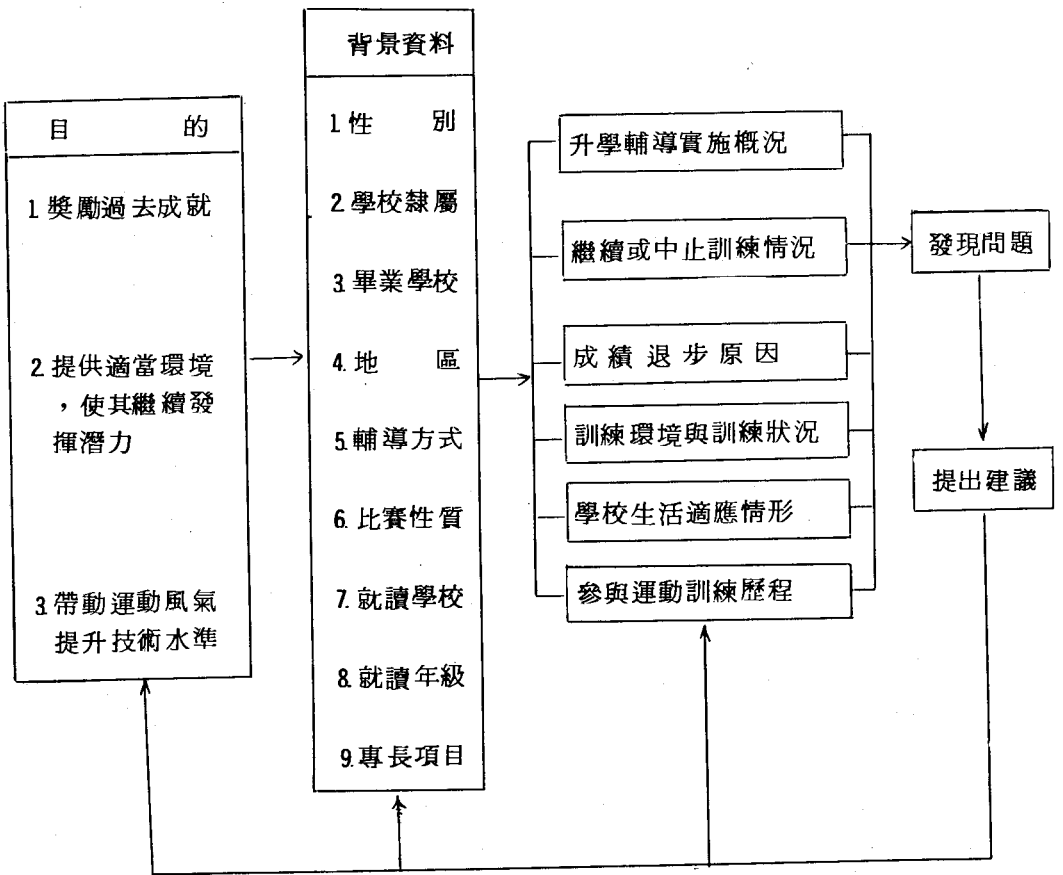 目 的
1. 獎勵過去成就
2. 提供適當環境
，使其繼續發
揮潛力
3. 帶動運動風氣
提升技術水準
背景資料
1. 性 別
2. 學校隸屬
3. 畢業學校
4. 地 區
5. 輔導方式
6. 比賽性質
7. 就讀學校
8. 就讀年級
9. 專長項目
升學輔導實施概況
繼續或中止訓練情況
成績退步原因
訓練環境與訓練狀況
學校生活適應情形
參與運動訓練歷程
發現問題
提出建議